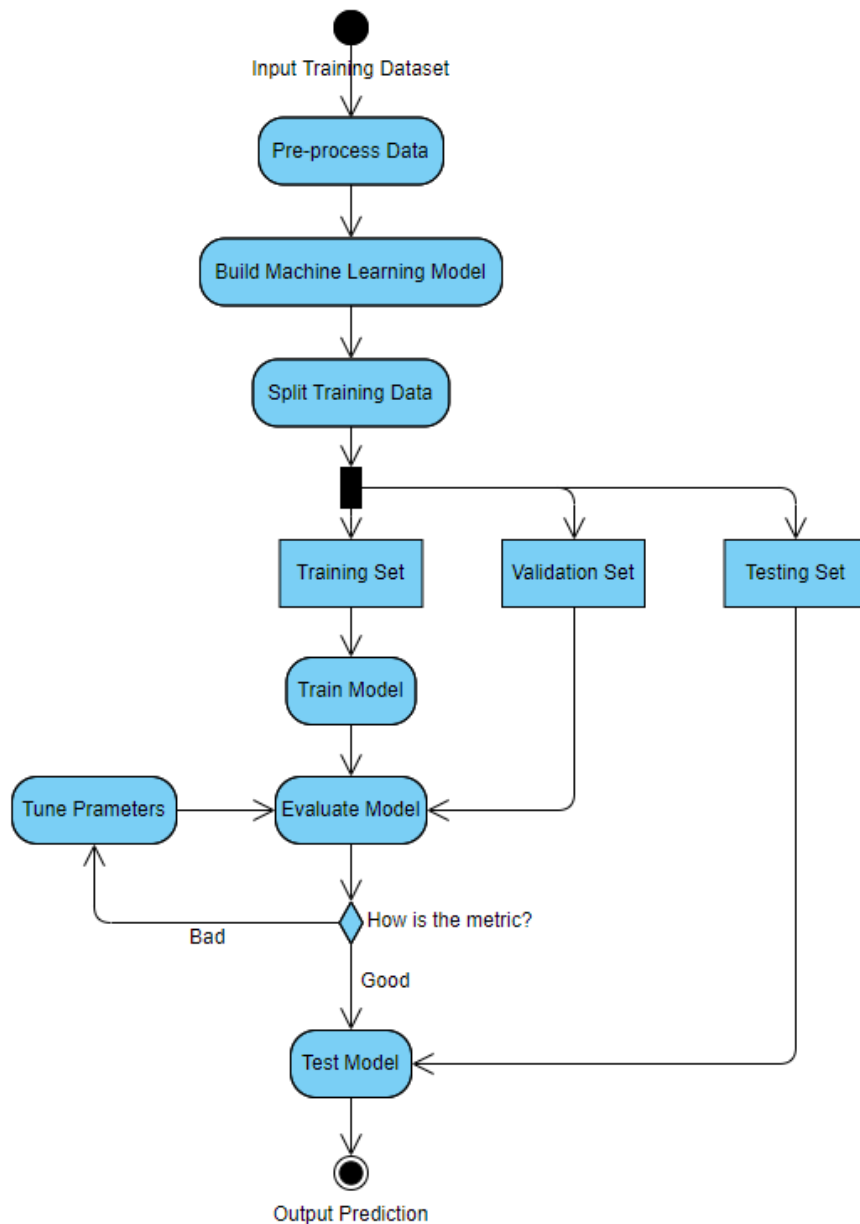 Input Training Dataset
Pre-process Data
Build Machine Learning Model
Split Training Data
Training Set
Validation Set
Testing Set
Train Model
Tune Prameters
Evaluate Model
How is the metric?
Bad
Good
Test Model
Output Prediction